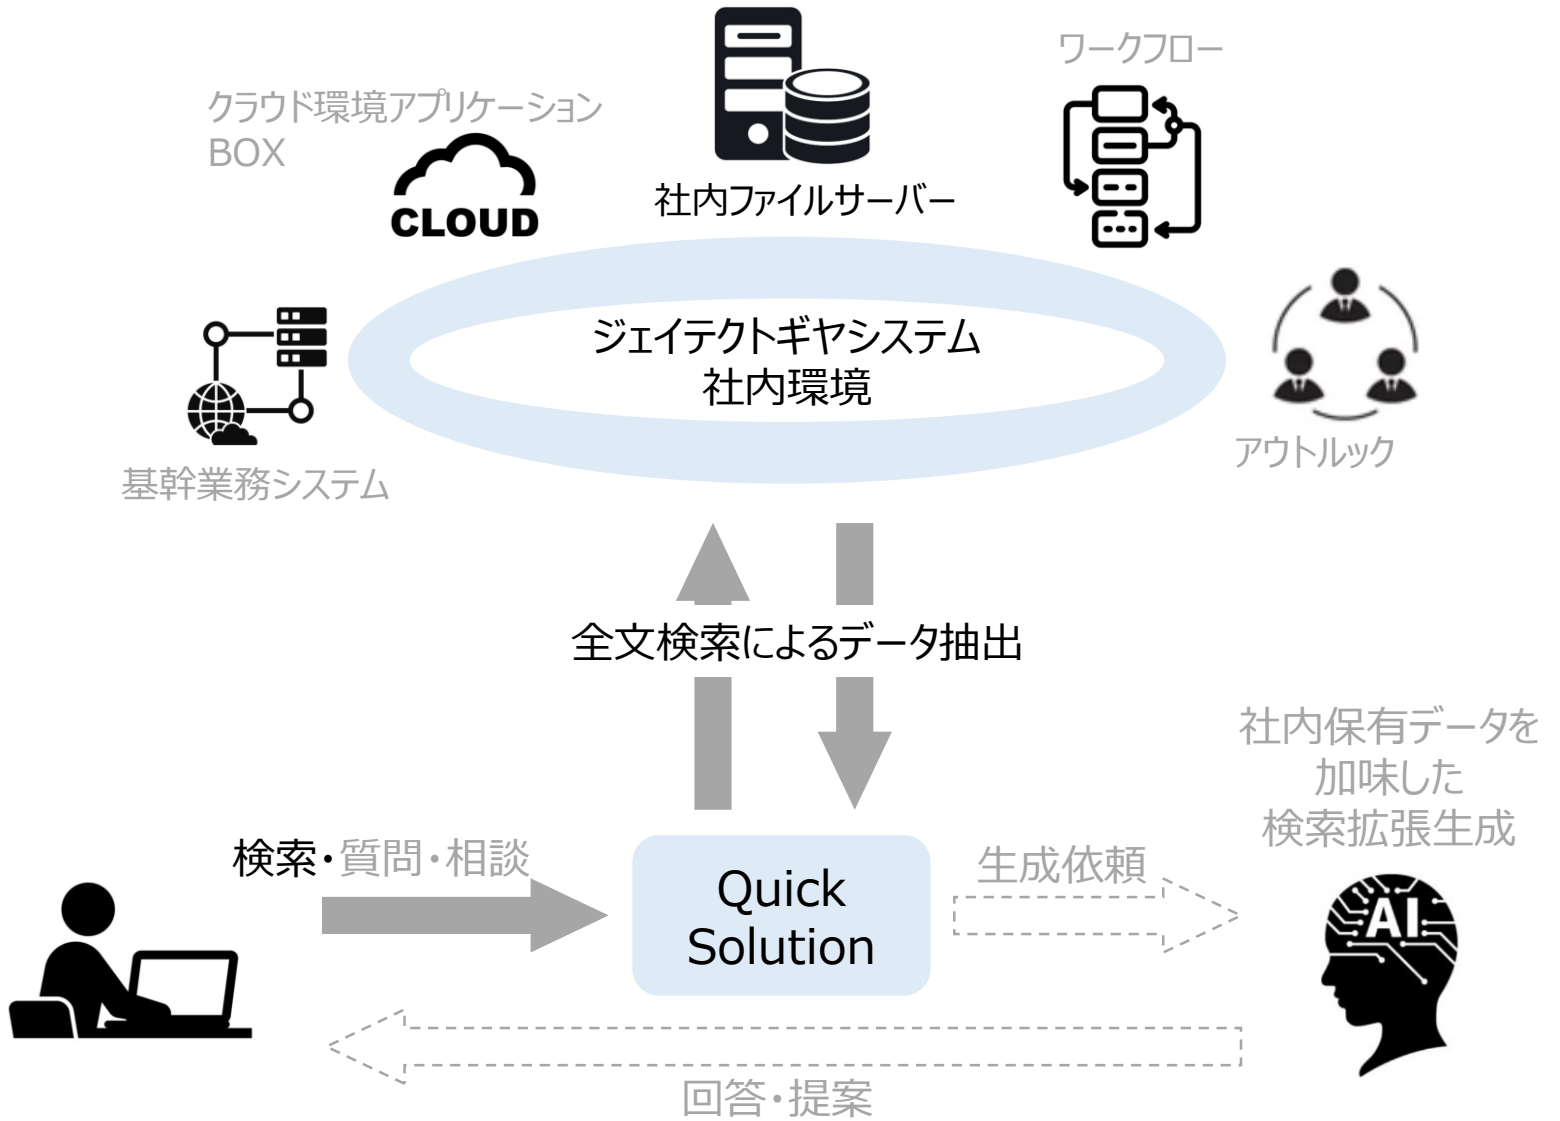 ワークフロー
クラウド環境アプリケーション
BOX
CLOUD
社内ファイルサーバー
ジェイテクトギヤシステム
社内環境
アウトルック
基幹業務システム
全文検索によるデータ抽出
社内保有データを
加味した
検索拡張生成
検索・質問・相談
生成依頼
Quick
Solution
AI
回答・提案